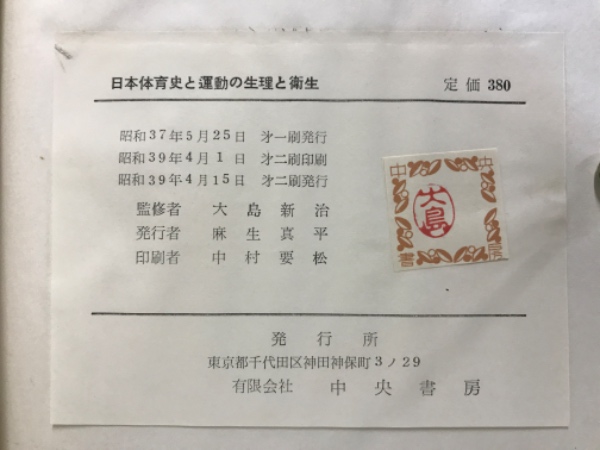 日本体育史と運動の生理と衛生 定価 380
昭和37年5月25日 才一刷発行
昭和39年4月1日 才二刷印刷
昭和39年4月15日 才二刷発行
監修者 大島新治
発行者 麻生真平
印刷者 中村要松
中央
大島
書房
発行所
東京都千代田区神田神保町3ノ29
有限会社 中央書房